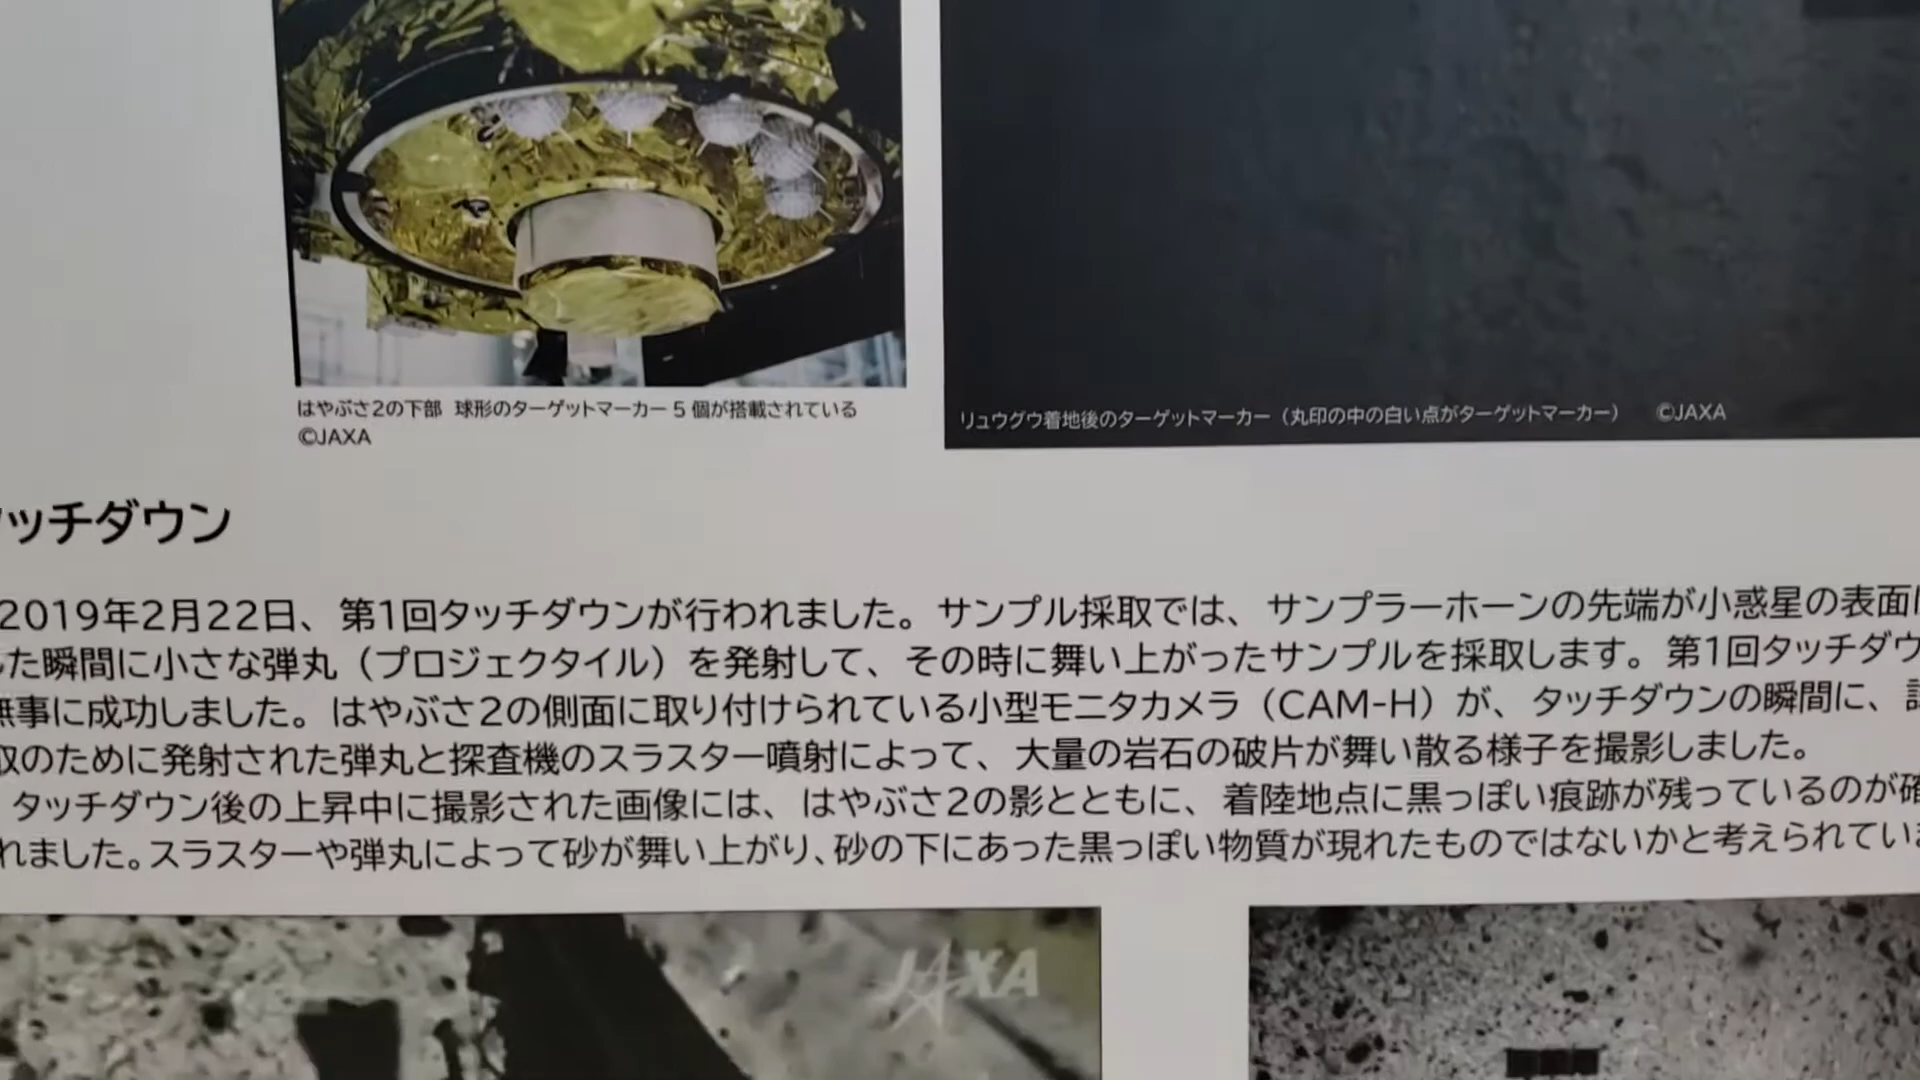 はやぶさ2の下部 球形のターゲットマーカー5個が搭載されている
©JAXA
リュウグウ着地後のターゲットマーカー（丸印の中の白い点がターゲットマーカー） ©JAXA
ッチダウン
2019年2月22日、第1回タッチダウンが行われました。サンプル採取では、サンプラーホーンの先端が小惑星の表面に
した瞬間に小さな弾丸（プロジェクタイル）を発射して、その時に舞い上がったサンプルを採取します。第1回タッチダウ
無事に成功しました。はやぶさ2の側面に取り付けられている小型モニタカメラ（CAM-H）が、タッチダウンの瞬間に、
取のために発射された弾丸と探査機のスラスター噴射によって、大量の岩石の破片が舞い散る様子を撮影しました。
タッチダウン後の上昇中に撮影された画像には、はやぶさ2の影とともに、着陸地点に黒っぽい痕跡が残っているのが確
れました。スラスターや弾丸によって砂が舞い上がり、砂の下にあった黒っぽい物質が現れたものではないかと考えられていま
JAXA